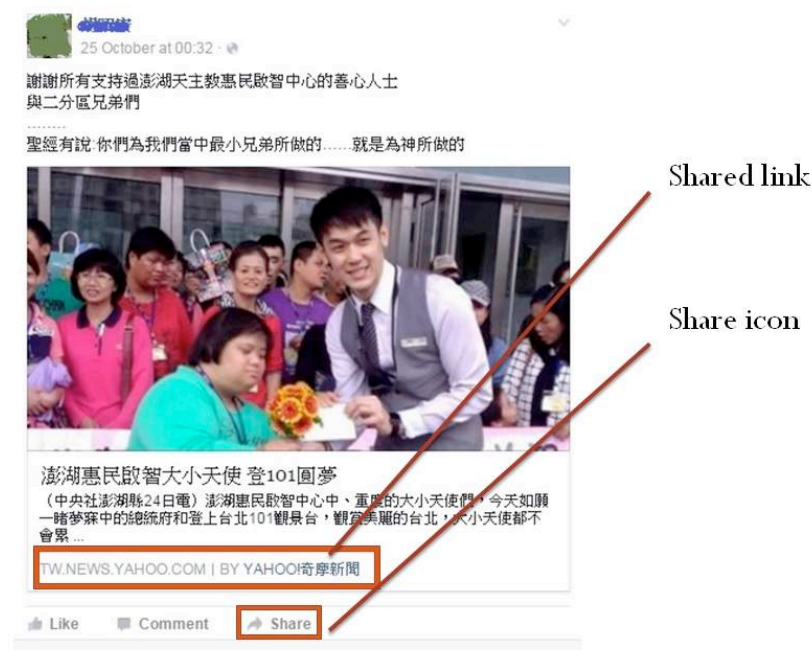 25 October at 00:32 ·
謝謝所有支持過澎湖天主教惠民啟智中心的善心人士
與二分區兄弟們
........
聖經有說:你們為我們當中最小兄弟所做的......就是為神所做的
澎湖惠民啟智大小天使 登101圓夢
（中央社澎湖縣24日電）澎湖惠民啟智中心中、重度的大小天使們，今天如願
一睹夢寐中的總統府和登上台北101觀景台，觀賞美麗的台北，大小天使都不
會累 ...
TW.NEWS.YAHOO.COM | BY YAHOO!奇摩新聞
Like Comment Share
Shared link
Share icon